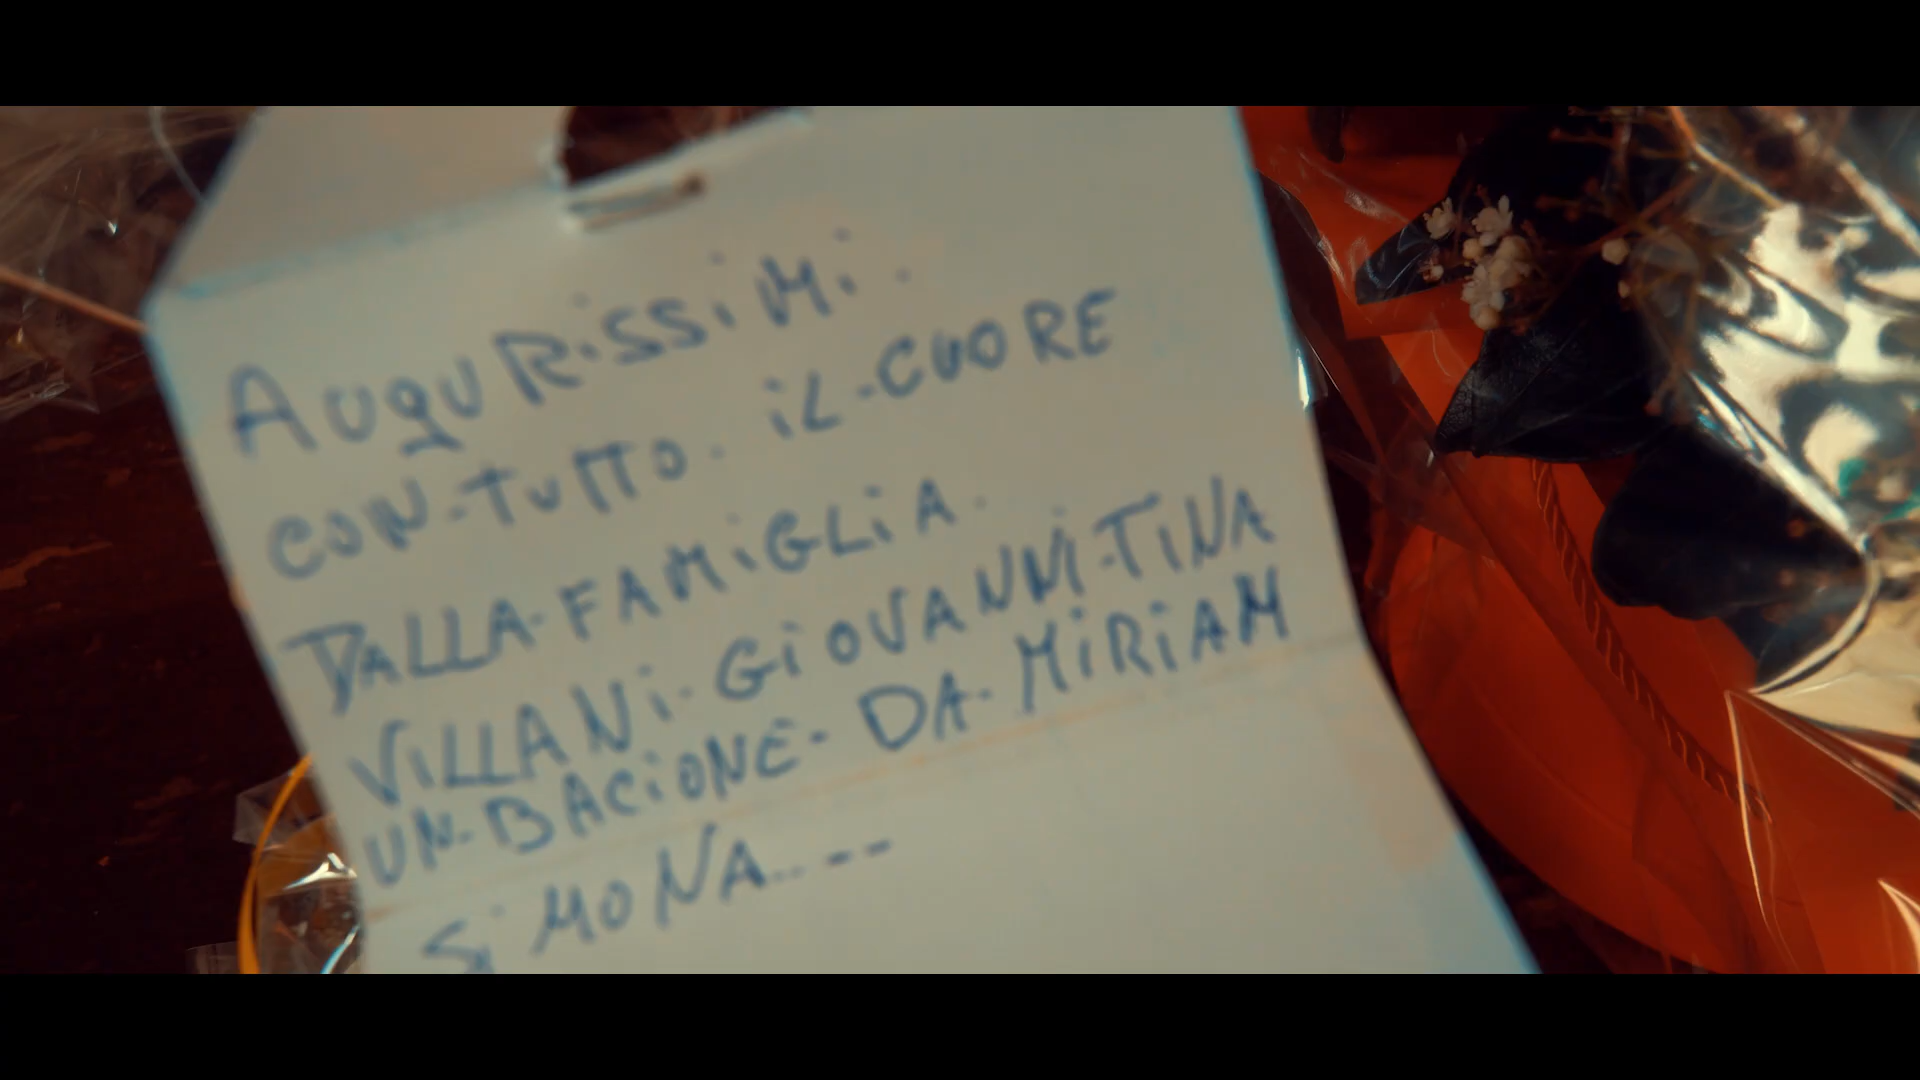 AUgURiSSiMi.
CON-TUTTO. iL-CUORE
DALLA-FAMiGLiA.
ViLLANi-GiOVANNi-TiNA
UN-BACiONE-DA-MiRiAM
SiMONA....--